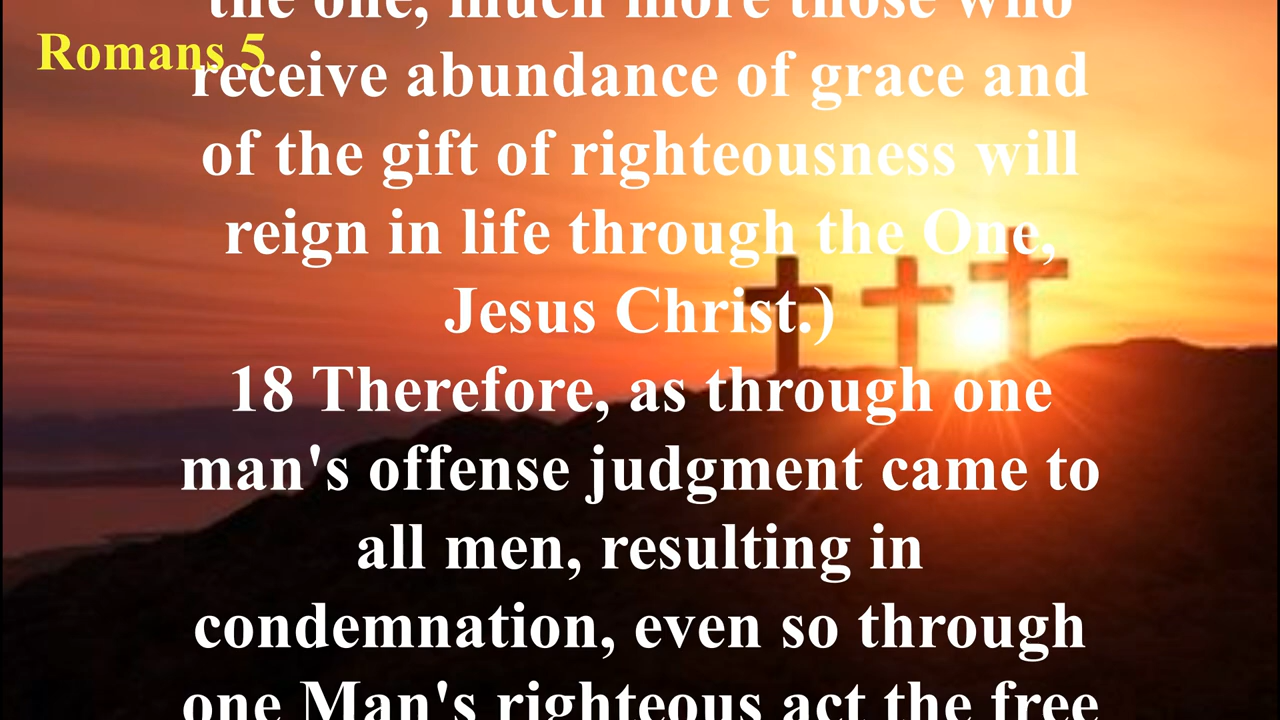 the one, much more those who
Romans 5
receive abundance of grace and
of the gift of righteousness will
reign in life through the One,
Jesus Christ.)
18 Therefore, as through one
man's offense judgment came to
all men, resulting in
condemnation, even so through
one Man's righteous act the free